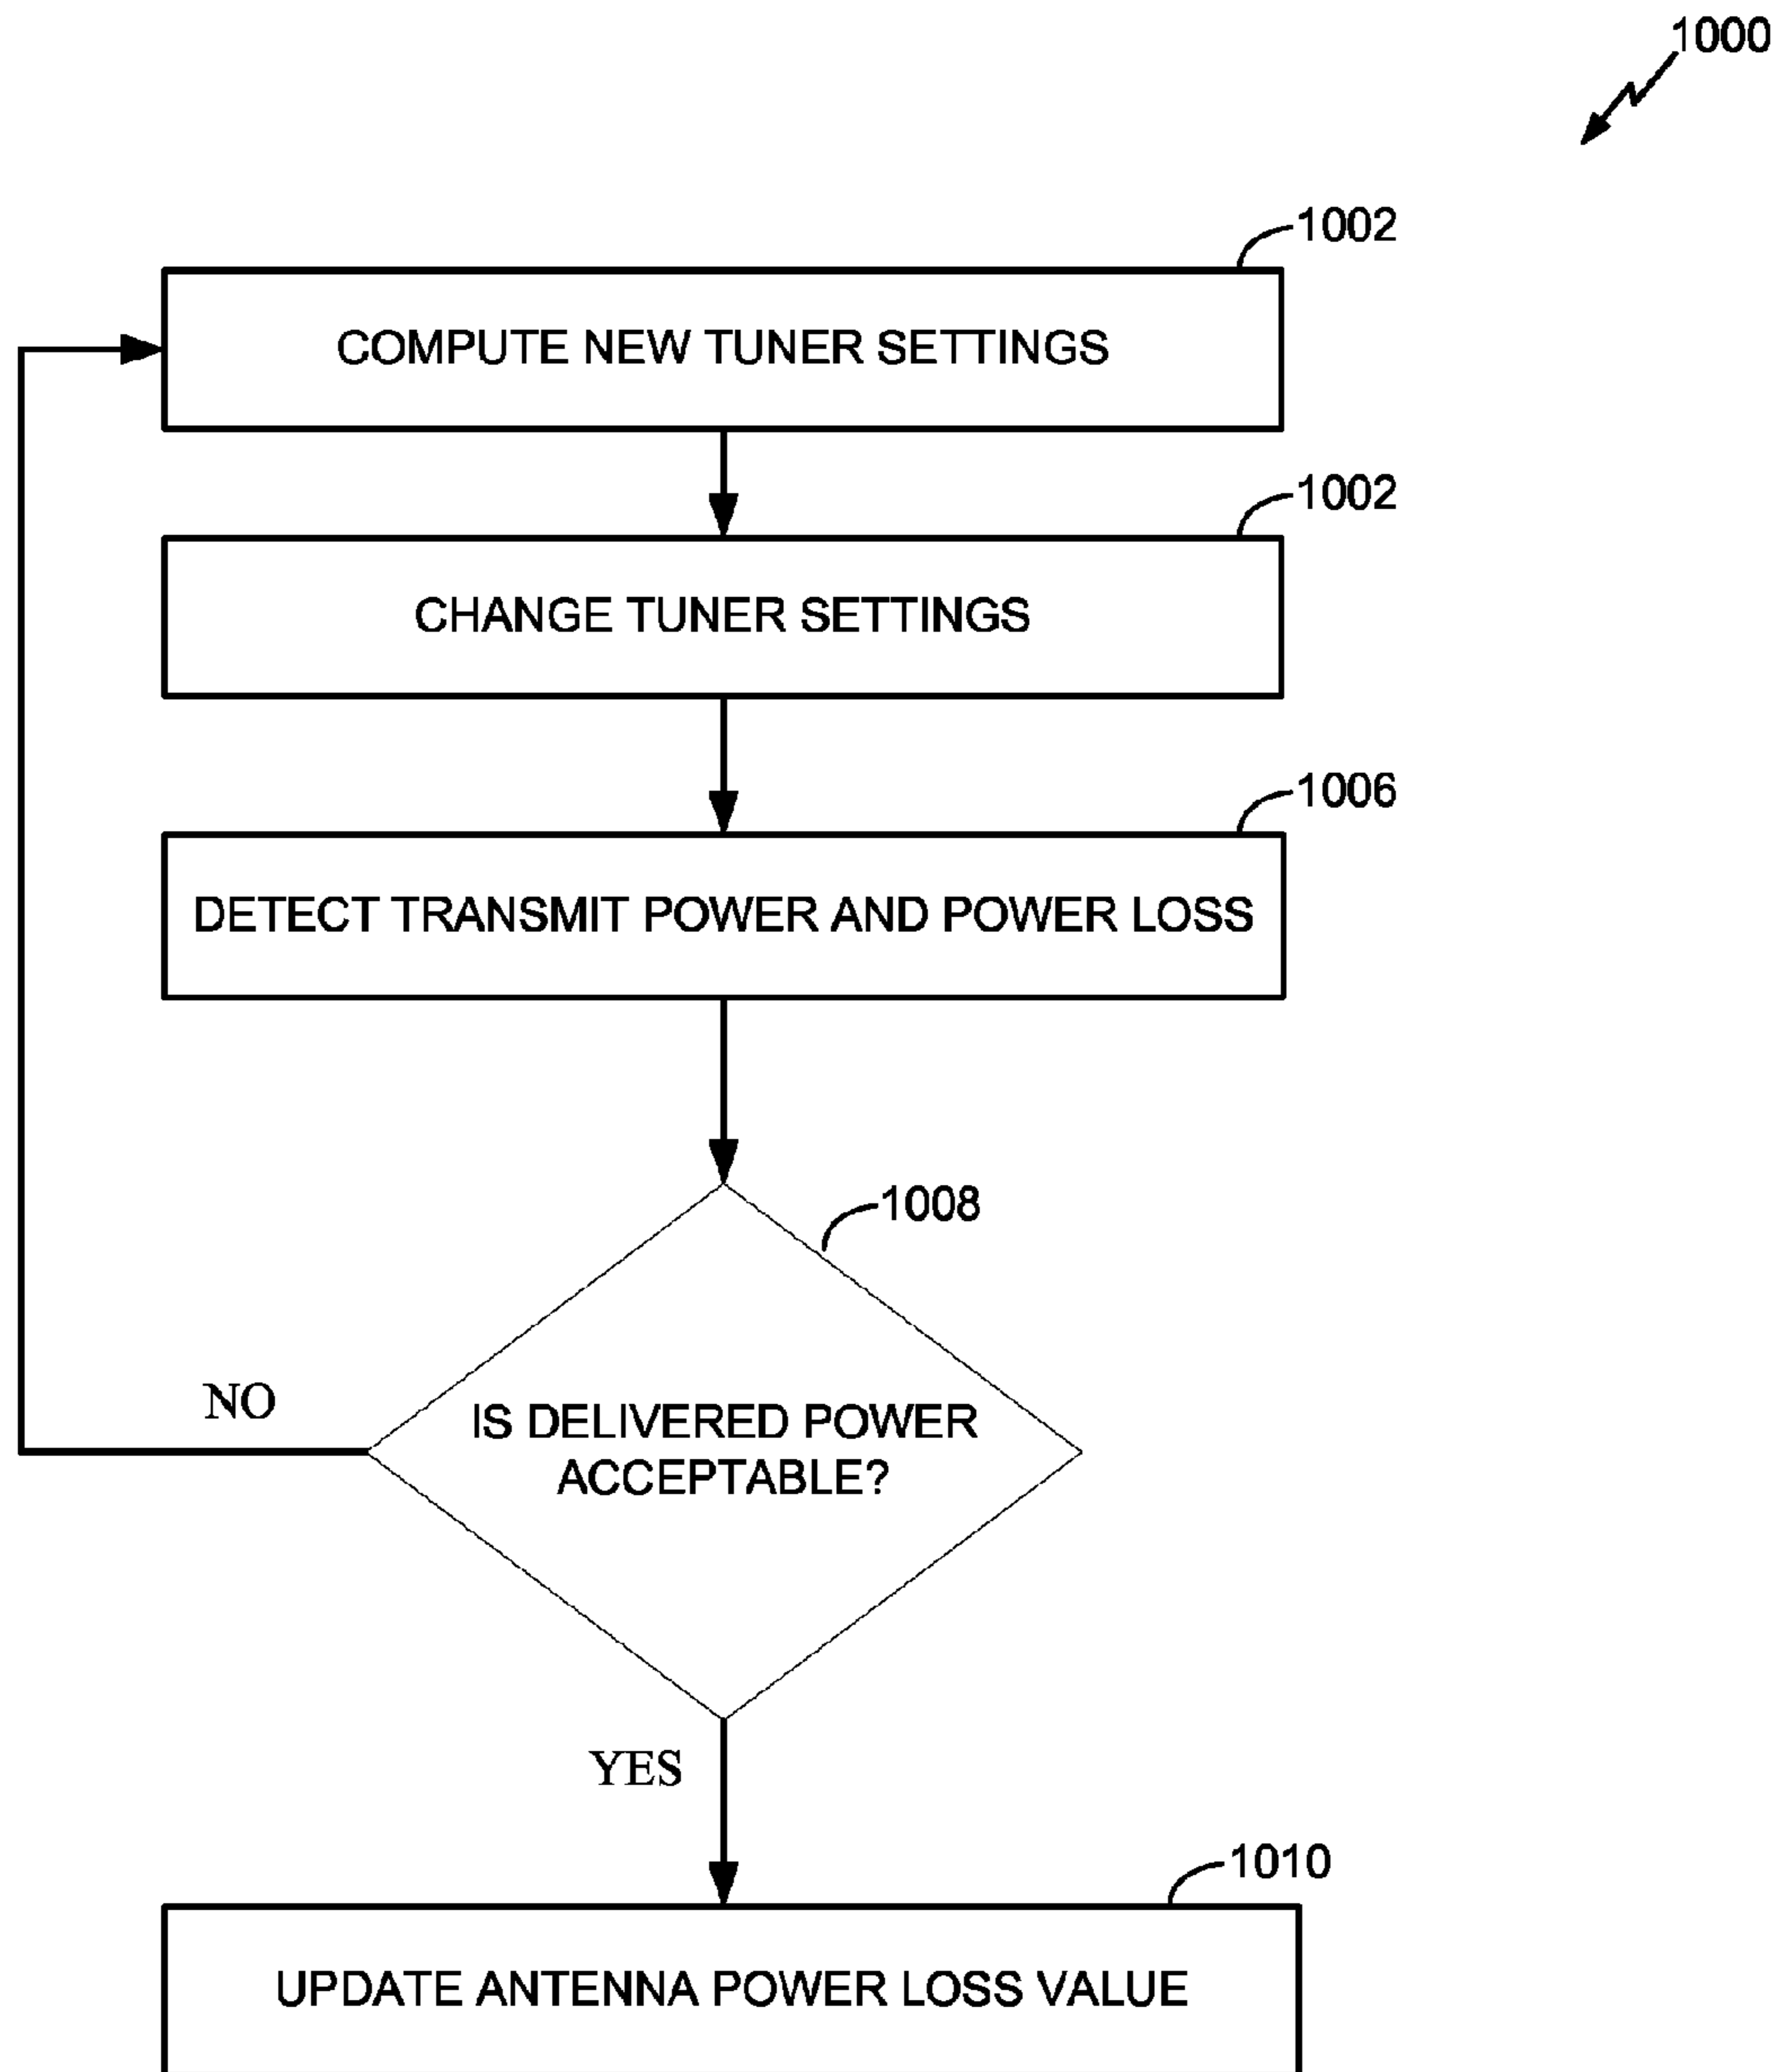 1000
1002
COMPUTE NEW TUNER SETTINGS
1002
CHANGE TUNER SETTINGS
1006
DETECT TRANSMIT POWER AND POWER LOSS
1008
IS DELIVERED POWER
ACCEPTABLE?
NO
YES
1010
UPDATE ANTENNA POWER LOSS VALUE